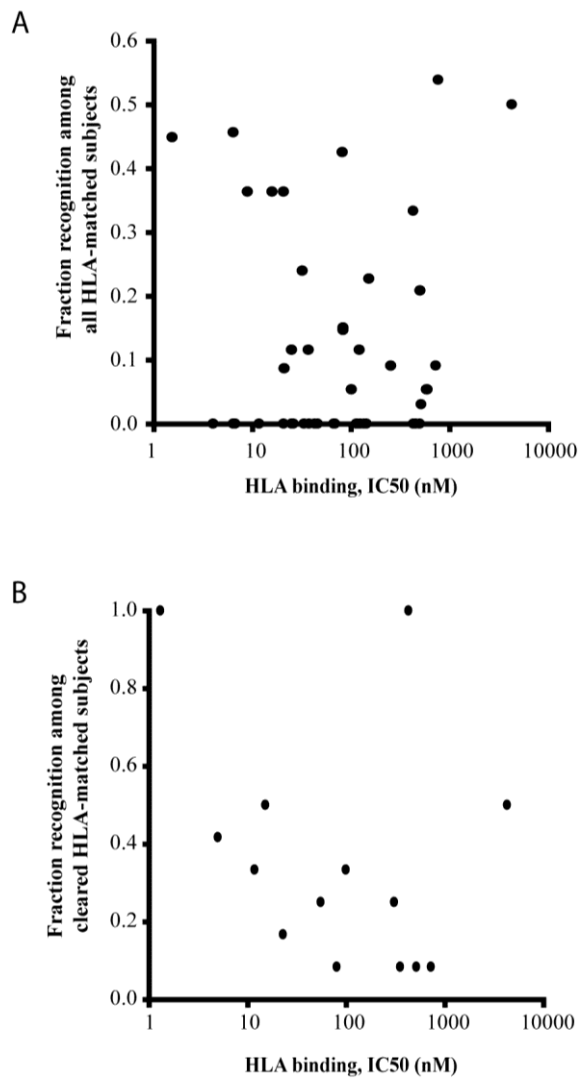 A
Fraction recognition among
all HLA-matched subjects
0.6
0.5
0.4
0.3
0.2
0.1
0.0
1
10
100
1000
10000
HLA binding, IC50 (nM)
B
Fraction recognition among
cleared HLA-matched subjects
1.0
0.8
0.6
0.4
0.2
0.0
1
10
100
1000
10000
HLA binding, IC50 (nM)